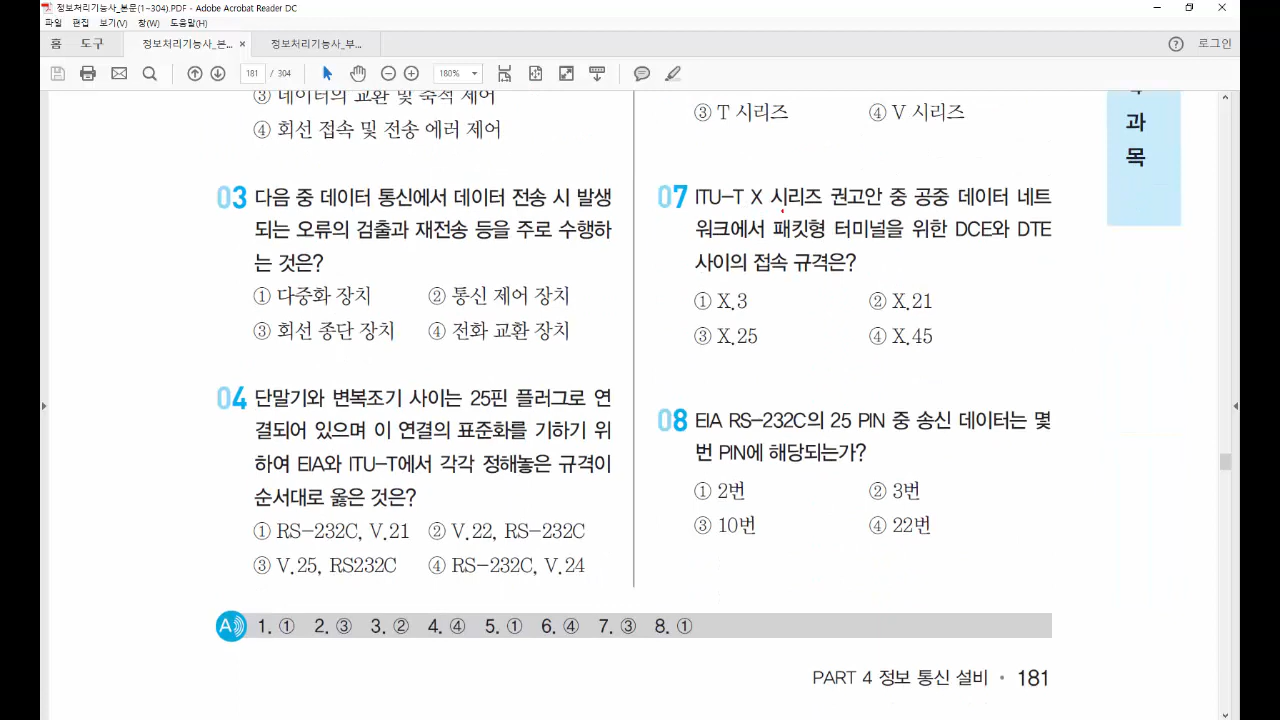 정보처리기능사_본문(1~304).PDF - Adobe Acrobat Reader DC
파일 편집 보기(V) 창(W) 도움말(H)
홈 도구 정보처리기능사_본... × 정보처리기능사_부... 로그인
181 / 304 180%
③ 데이터의 교환 및 축적 제어
④ 회선 접속 및 전송 에러 제어
03 다음 중 데이터 통신에서 데이터 전송 시 발생
되는 오류의 검출과 재전송 등을 주로 수행하
는 것은?
① 다중화 장치 ② 통신 제어 장치
③ 회선 종단 장치 ④ 전화 교환 장치
04 단말기와 변복조기 사이는 25핀 플러그로 연
결되어 있으며 이 연결의 표준화를 기하기 위
하여 EIA와 ITU-T에서 각각 정해놓은 규격이
순서대로 옳은 것은?
① RS-232C, V.21 ② V.22, RS-232C
③ V.25, RS232C ④ RS-232C, V.24
③ T 시리즈 ④ V 시리즈
07 ITU-T X 시리즈 권고안 중 공중 데이터 네트
워크에서 패킷형 터미널을 위한 DCE와 DTE
사이의 접속 규격은?
① X.3 ② X.21
③ X.25 ④ X.45
08 EIA RS-232C의 25 PIN 중 송신 데이터는 몇
번 PIN에 해당되는가?
① 2번 ② 3번
③ 10번 ④ 22번
과
목
A 1. ① 2. ③ 3. ② 4. ④ 5. ① 6. ④ 7. ③ 8. ①
PART 4 정보 통신 설비 • 181